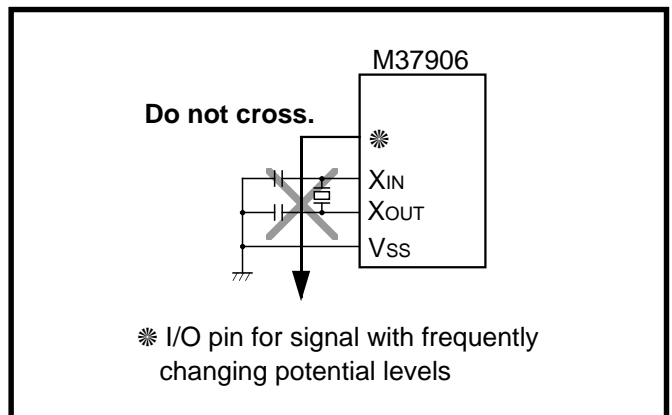 M37906
Do not cross.
✺
XIN
XOUT
VSS
✺ I/O pin for signal with frequently
changing potential levels